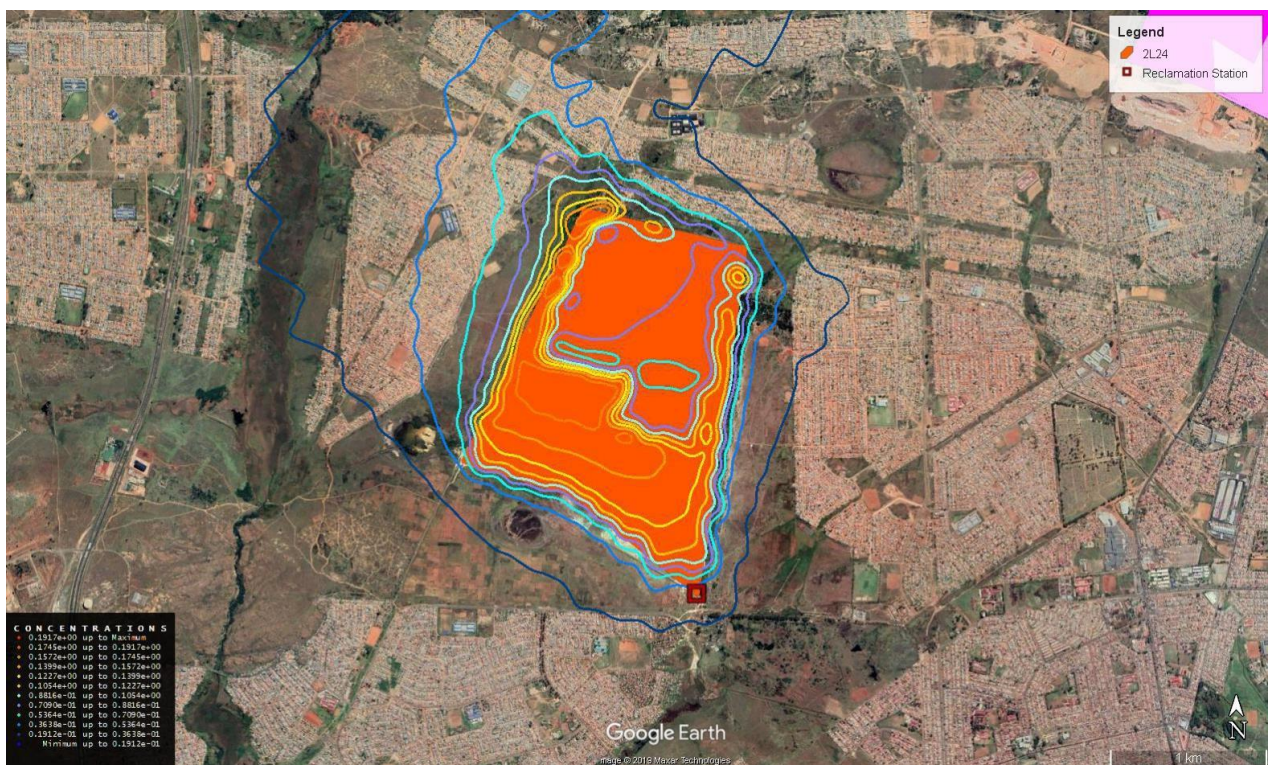 Legend
2L24
Reclamation Station
CONCENTRATIONS
0.1917e+00 up to Maximum
0.1745e+00 up to 0.1917e+00
0.1572e+00 up to 0.1745e+00
0.1399e+00 up to 0.1572e+00
0.1227e+00 up to 0.1399e+00
0.1054e+00 up to 0.1227e+00
0.8816e-01 up to 0.1054e+00
0.7090e-01 up to 0.8816e-01
0.5364e-01 up to 0.7090e-01
0.3638e-01 up to 0.5364e-01
0.1912e-01 up to 0.3638e-01
Minimum up to 0.1912e-01
Google Earth
Image © 2019 Maxar Technologies
N
1 km